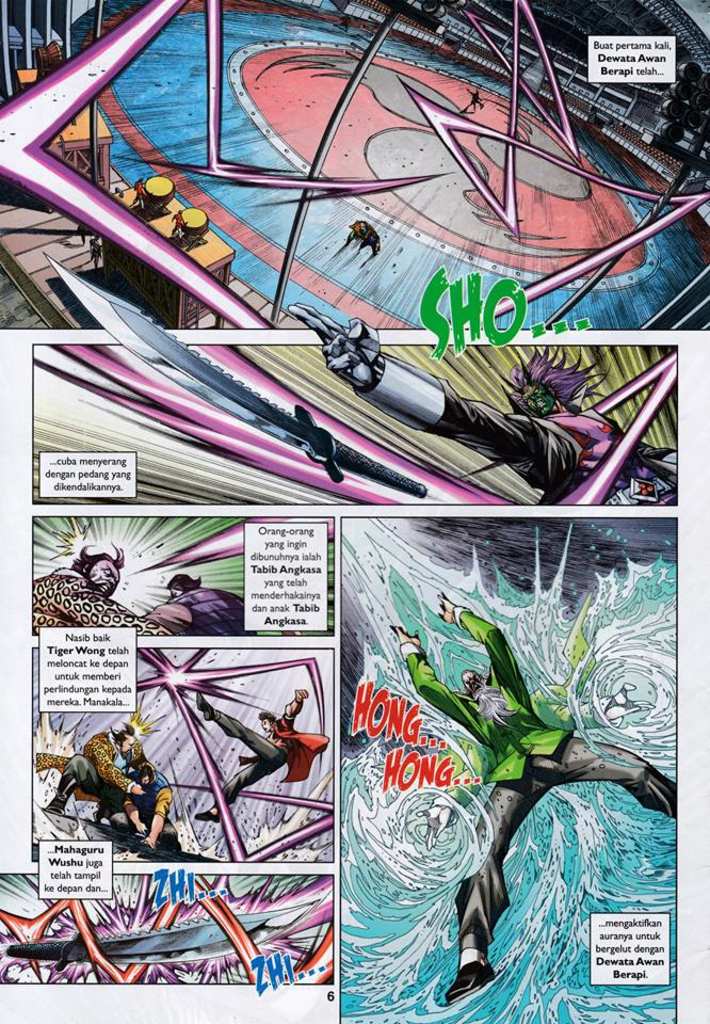 Buat pertama kali,
Dewata Awan
Berapi telah...
SHO...
...cuba menyerang
dengan pedang yang
dikendalikannya.
Orang-orang
yang ingin
dibunuhnya ialah
Tabib Angkasa
yang telah
menderhakainya
dan anak Tabib
Angkasa.
Nasib baik
Tiger Wong telah
meloncat ke depan
untuk memberi
perlindungan kepada
mereka. Manakala...
...Mahaguru
Wushu juga
telah tampil
ke depan dan...
ZHI...
ZHI...
HONG...
HONG...
...mengaktifkan
auranya untuk
bergelut dengan
Dewata Awan
Berapi.
6